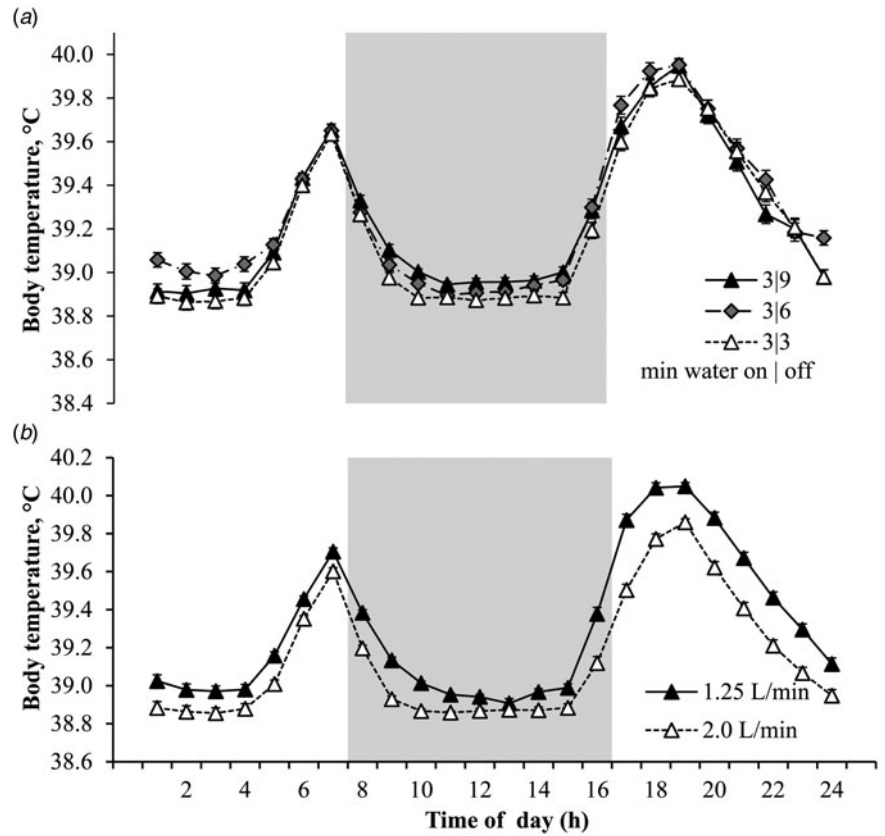 (a)
40.0
39.8
39.6
39.4
39.2
39.0
38.8
38.6
38.4
Body temperature, °C
3|9
3|6
3|3
min water on | off
(b)
40.2
40.0
39.8
39.6
39.4
39.2
39.0
38.8
38.6
Body temperature, °C
1.25 L/min
2.0 L/min
2 4 6 8 10 12 14 16 18 20 22 24
Time of day (h)